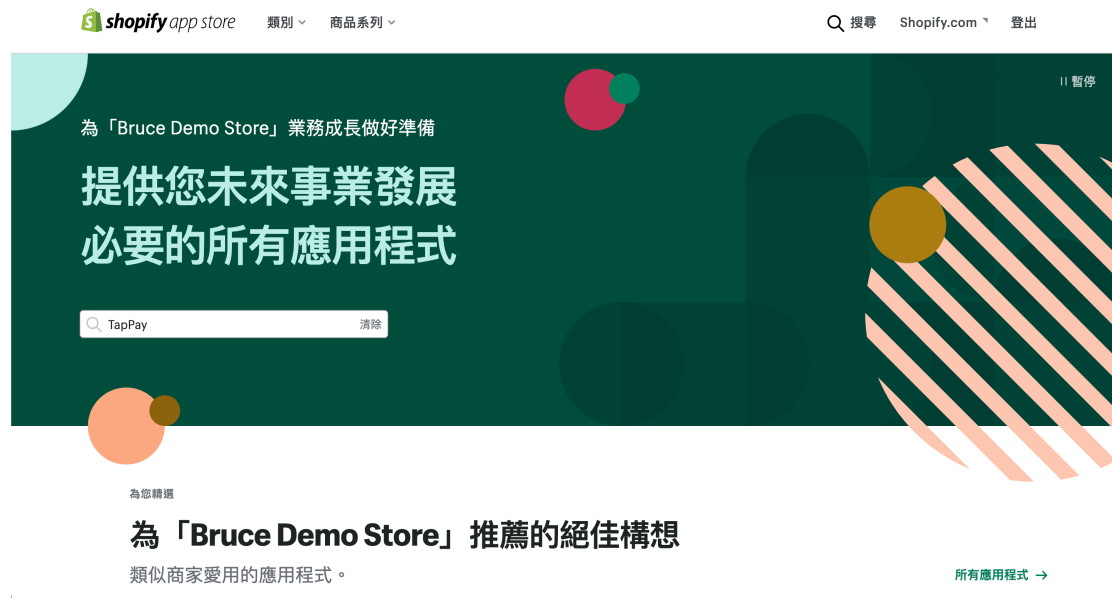 shopify app store 類別 商品系列 搜尋 Shopify.com 登出
暫停
為「Bruce Demo Store」業務成長做好準備
提供您未來事業發展
必要的所有應用程式
TapPay 清除
為您精選
為「Bruce Demo Store」推薦的絕佳構想
類似商家愛用的應用程式。
所有應用程式 →